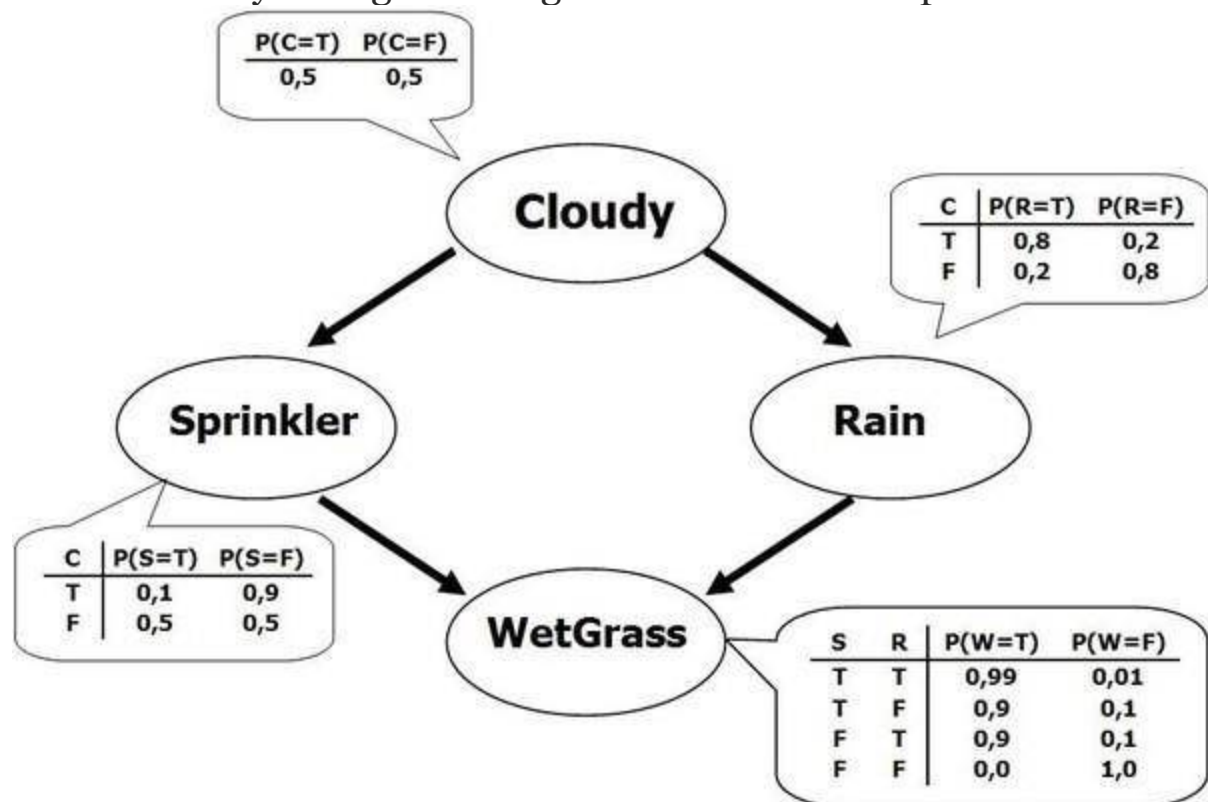 P(C=T) P(C=F)
0,5 0,5
Cloudy
C P(R=T) P(R=F)
T 0,8 0,2
F 0,2 0,8
Sprinkler
Rain
C P(S=T) P(S=F)
T 0,1 0,9
F 0,5 0,5
WetGrass
S R P(W=T) P(W=F)
T T 0,99 0,01
T F 0,9 0,1
F T 0,9 0,1
F F 0,0 1,0